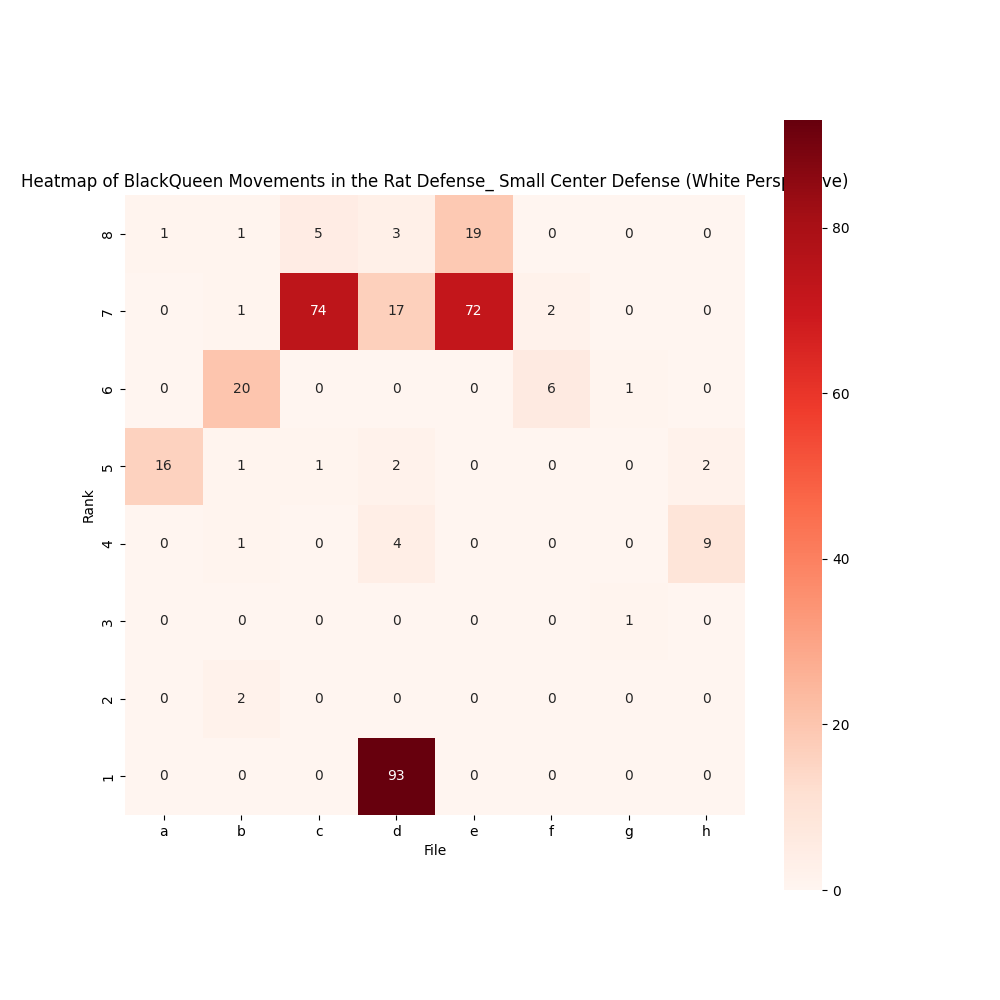 Heatmap of BlackQueen Movements in the Rat Defense_ Small Center Defense (White Perspective)
8 1 1 5 3 19 0 0 0
7 0 1 74 17 72 2 0 0
6 0 20 0 0 0 6 1 0
5 16 1 1 2 0 0 0 2
4 0 1 0 4 0 0 0 9
3 0 0 0 0 0 0 1 0
2 0 2 0 0 0 0 0 0
1 0 0 0 93 0 0 0 0
a b c d e f g h
File
Rank
80
60
40
20
0